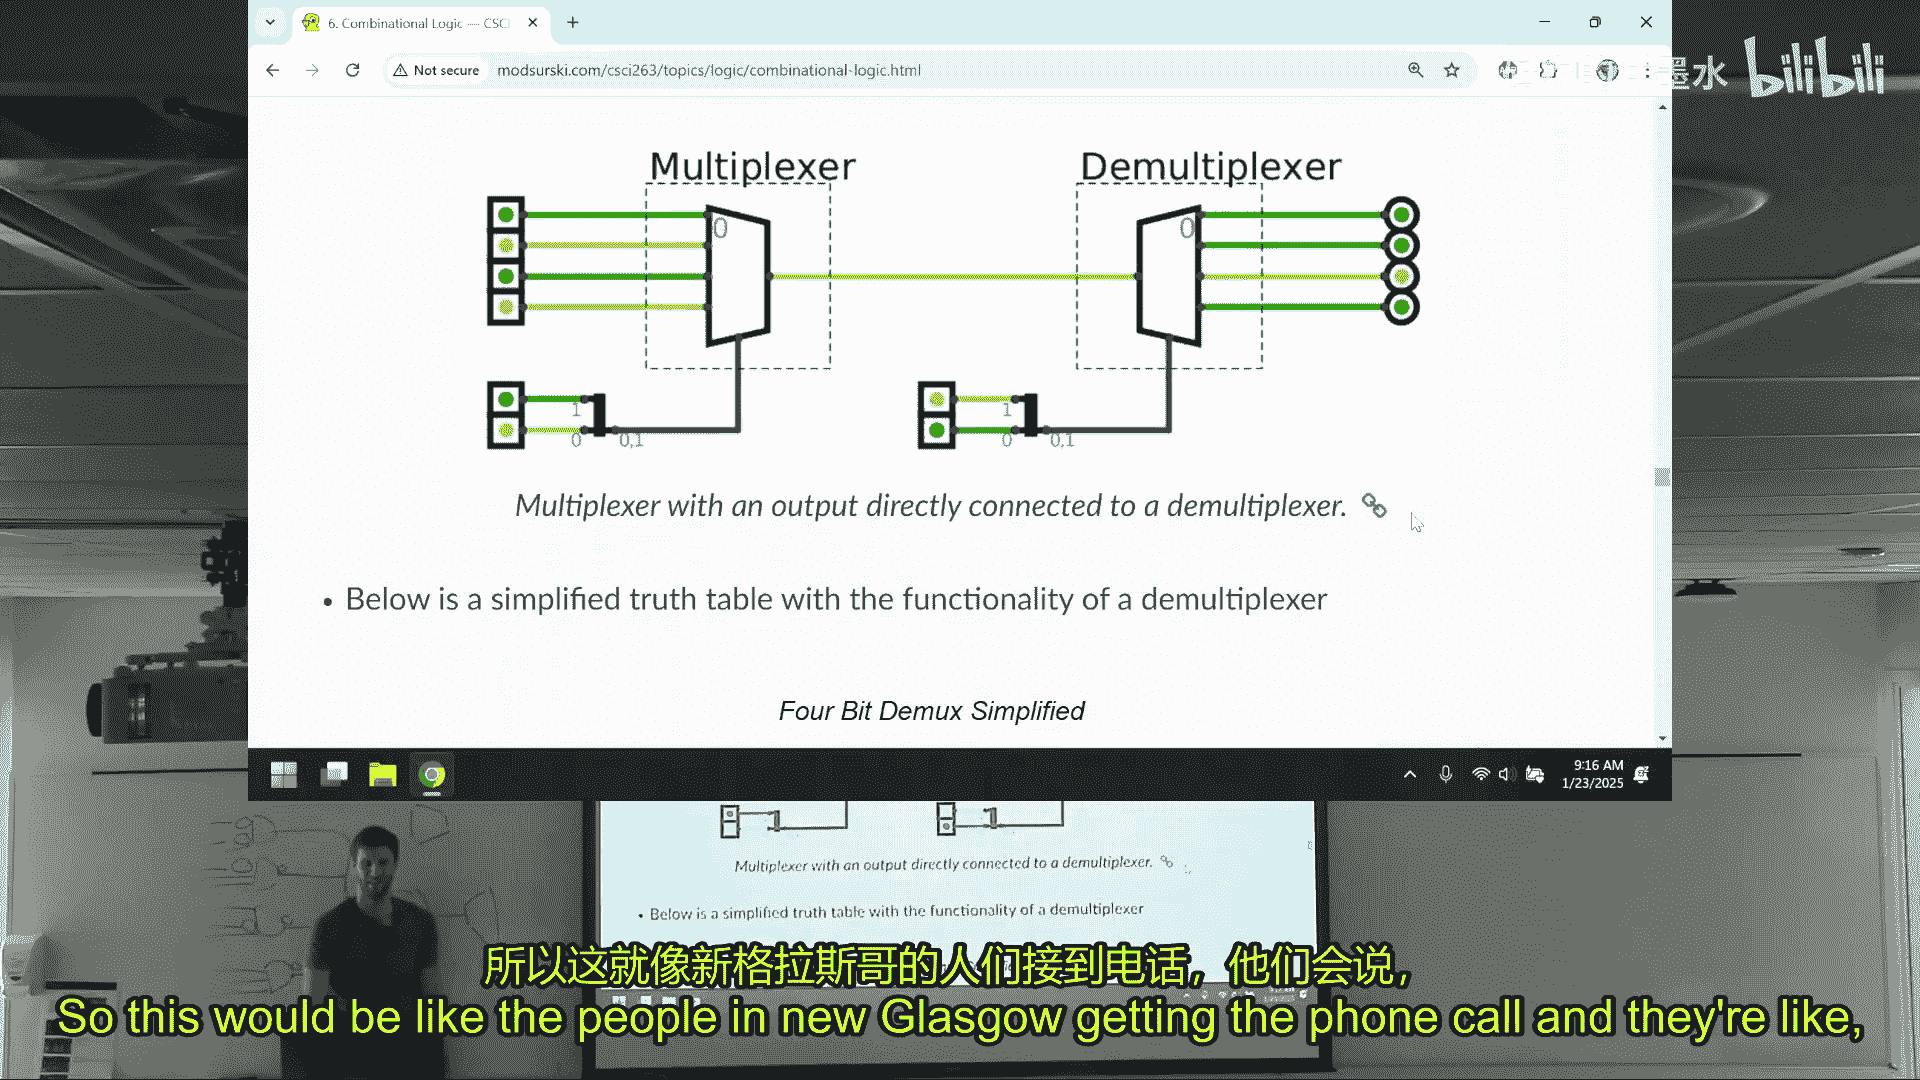 6. Combinational Logic — CSC
Not secure
modsurski.com/csci263/topics/logic/combinational-logic.html
墨水 bilibili
Multiplexer
Demultiplexer
0
0
1
0
0,1
1
0
0,1
Multiplexer with an output directly connected to a demultiplexer.
• Below is a simplified truth table with the functionality of a demultiplexer
Four Bit Demux Simplified
9:16 AM
1/23/2025
Multiplexer with an output directly connected to a demultiplexer.
• Below is a simplified truth table with the functionality of a demultiplexer
所以这就像新格拉斯哥的人们接到电话，他们会说，
So this would be like the people in new Glasgow getting the phone call and they're like,